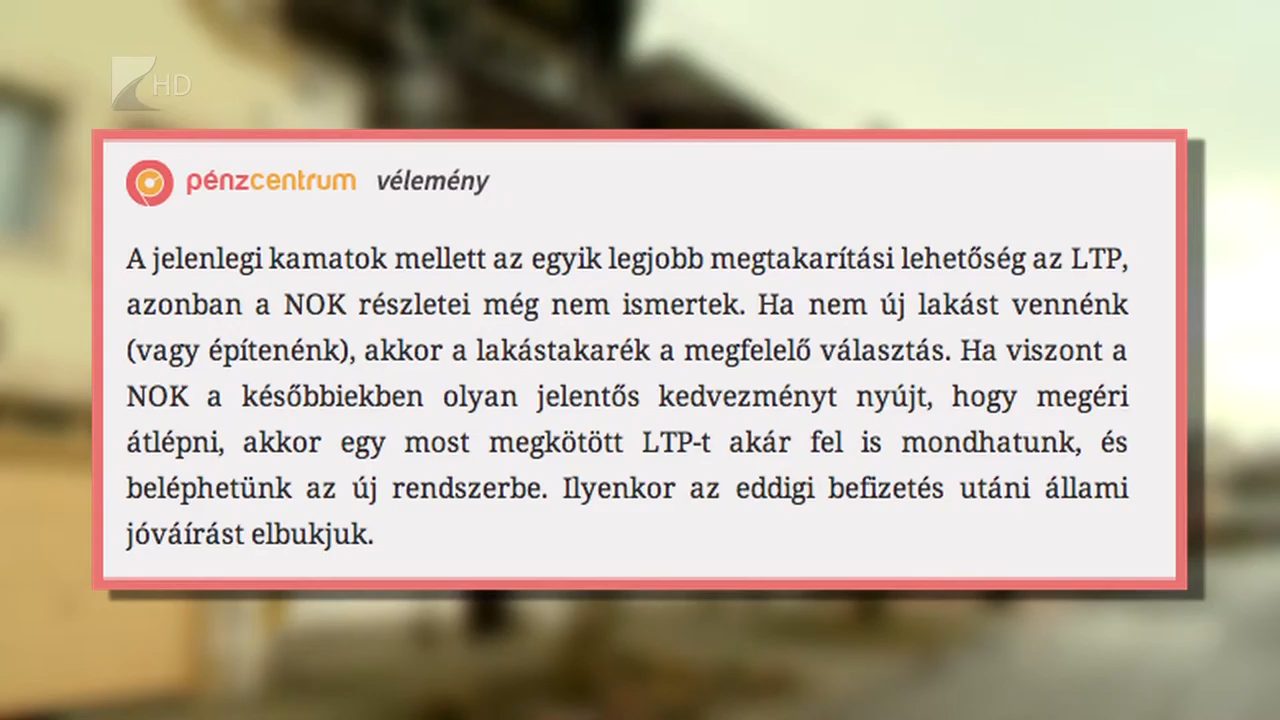 HD
pénzcentrum vélemény
A jelenlegi kamatok mellett az egyik legjobb megtakarítási lehetőség az LTP,
azonban a NOK részletei még nem ismertek. Ha nem új lakást vennénk
(vagy építenénk), akkor a lakástakarék a megfelelő választás. Ha viszont a
NOK a későbbiekben olyan jelentős kedvezményt nyújt, hogy megéri
átlépni, akkor egy most megkötött LTP-t akár fel is mondhatunk, és
beléphetünk az új rendszerbe. Ilyenkor az eddigi befizetés utáni állami
jóváírást elbukjuk.